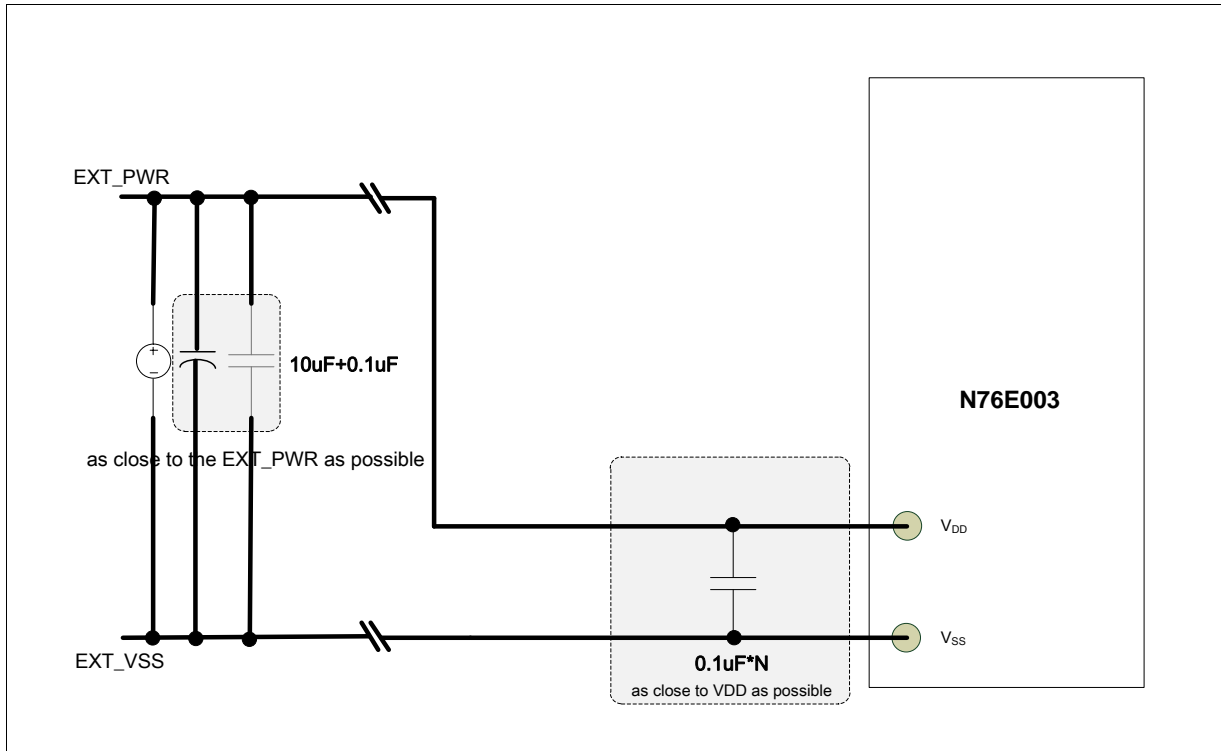 EXT_PWR
+
−
10uF+0.1uF
as close to the EXT_PWR as possible
N76E003
VDD
VSS
EXT_VSS
0.1uF*N
as close to VDD as possible